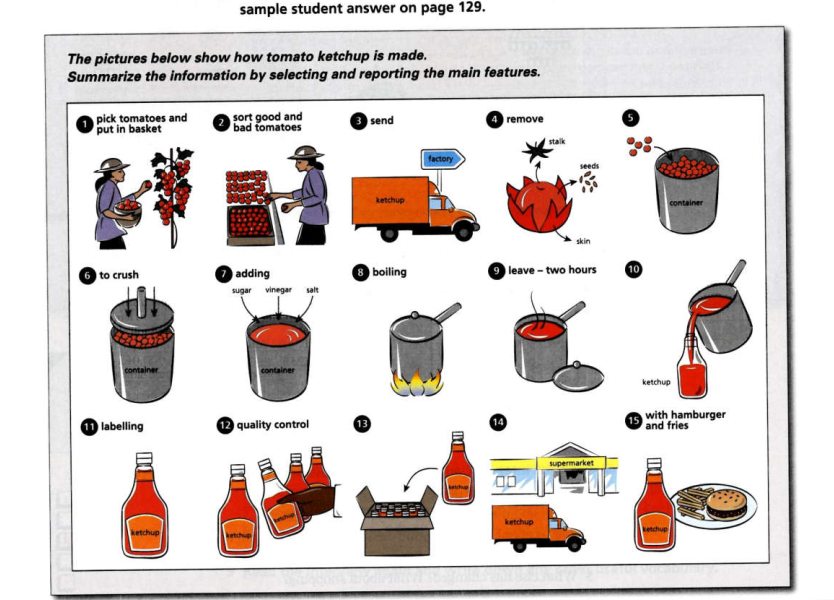 sample student answer on page 129.
The pictures below show how tomato ketchup is made.
Summarize the information by selecting and reporting the main features.
1 pick tomatoes and
put in basket
2 sort good and
bad tomatoes
3 send
factory
ketchup
4 remove
stalk
seeds
skin
5
container
6 to crush
7 adding
sugar vinegar salt
container
container
8 boiling
9 leave – two hours
10
ketchup
11 labelling
ketchup
12 quality control
ketchup
ketchup
13
ketchup
14
supermarket
ketchup
15 with hamburger
and fries
ketchup